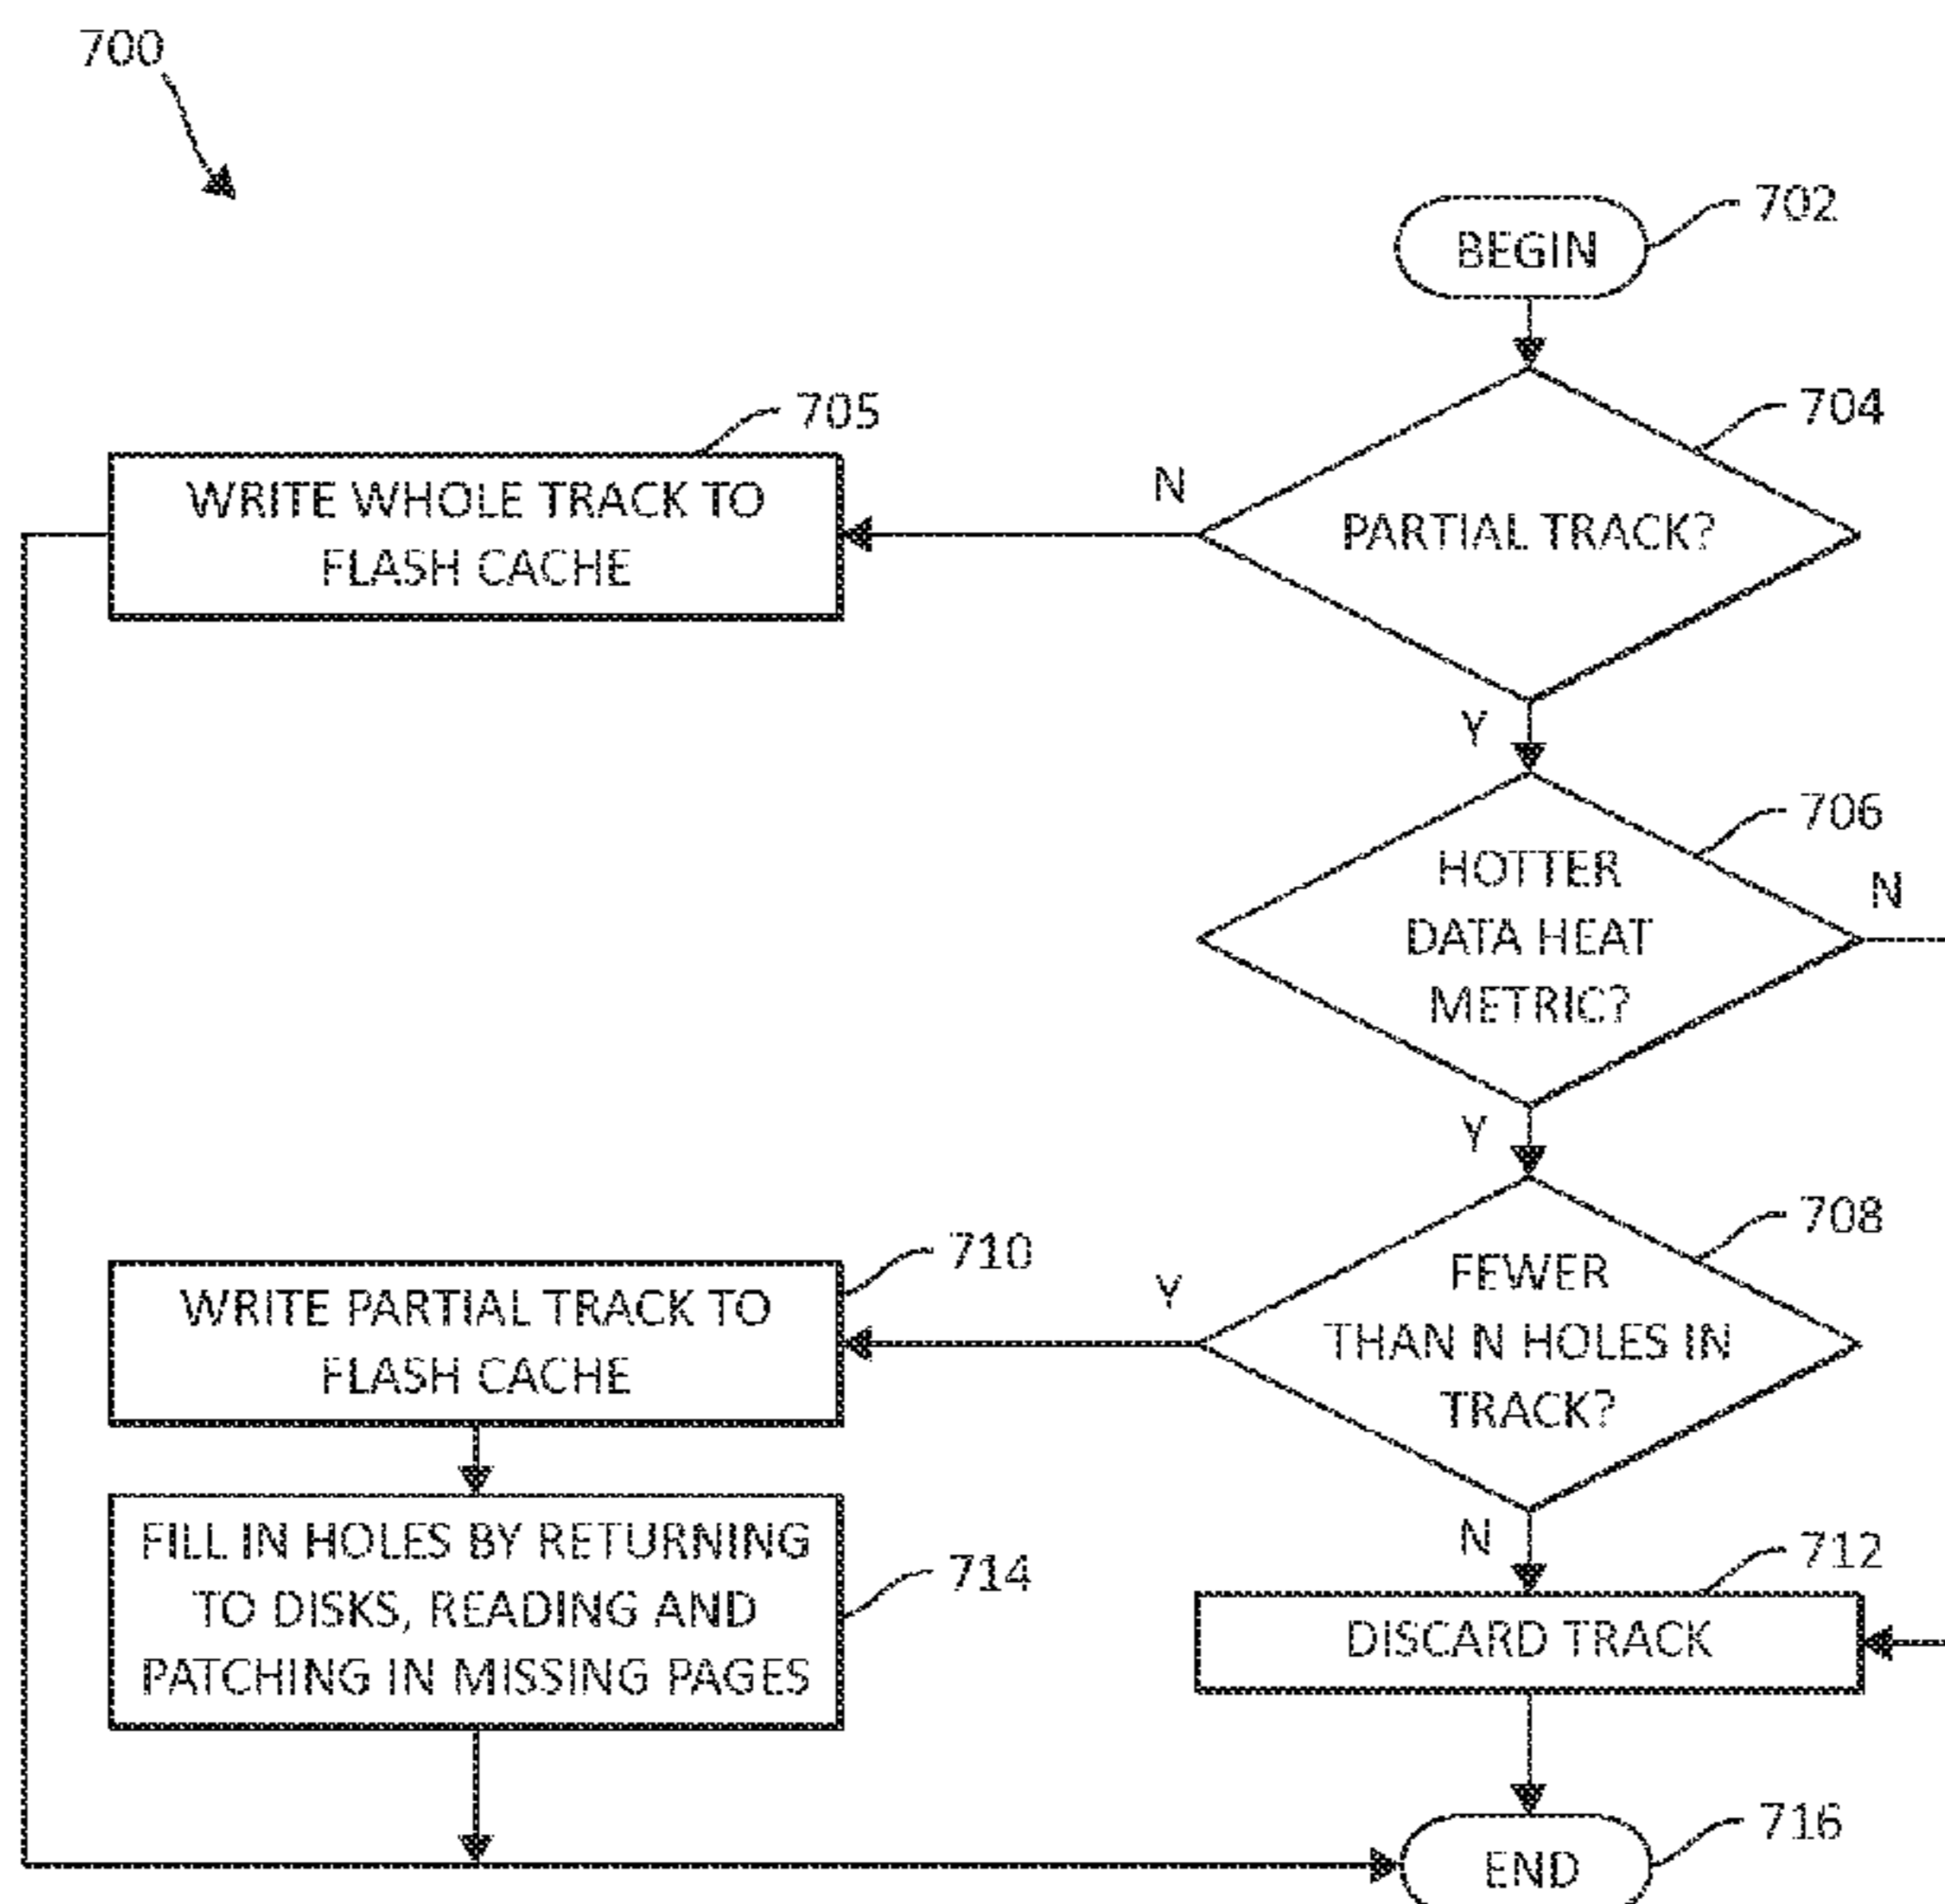 700
BEGIN
702
704
PARTIAL TRACK?
N
705
WRITE WHOLE TRACK TO
FLASH CACHE
Y
706
HOTTER
DATA HEAT
METRIC?
N
Y
708
FEWER
THAN N HOLES IN
TRACK?
Y
710
WRITE PARTIAL TRACK TO
FLASH CACHE
N
712
DISCARD TRACK
FILL IN HOLES BY RETURNING
TO DISKS, READING AND
PATCHING IN MISSING PAGES
714
END
716